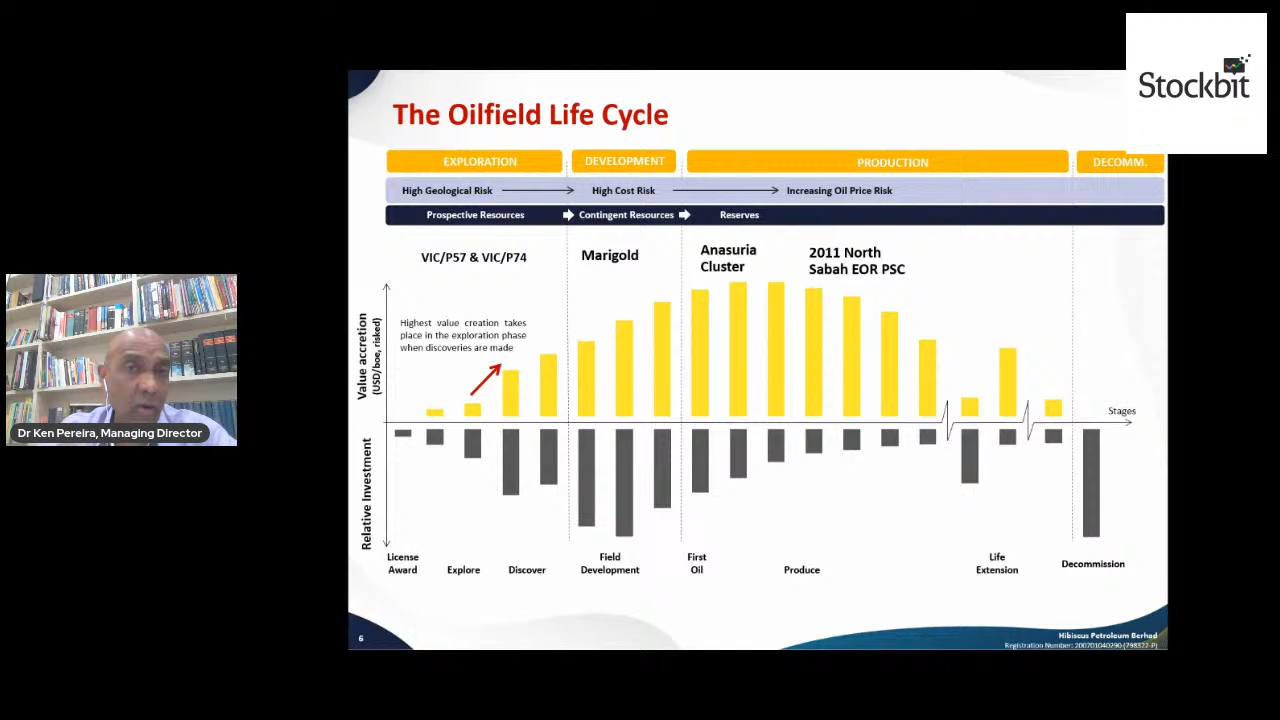 Stockbit
The Oilfield Life Cycle
EXPLORATION
DEVELOPMENT
PRODUCTION
DECOMM.
High Geological Risk
High Cost Risk
Increasing Oil Price Risk
Prospective Resources
Contingent Resources
Reserves
VIC/P57 & VIC/P74
Marigold
Anasuria
Cluster
2011 North
Sabah EOR PSC
Value accretion
(USD/boe, risked)
Highest value creation takes
place in the exploration phase
when discoveries are made
Stages
Relative Investment
License
Award
Explore
Discover
Field
Development
First
Oil
Produce
Life
Extension
Decommission
Dr Ken Pereira, Managing Director
6
Hibiscus Petroleum Berhad
Registration Number: 200701040290 (798322-P)